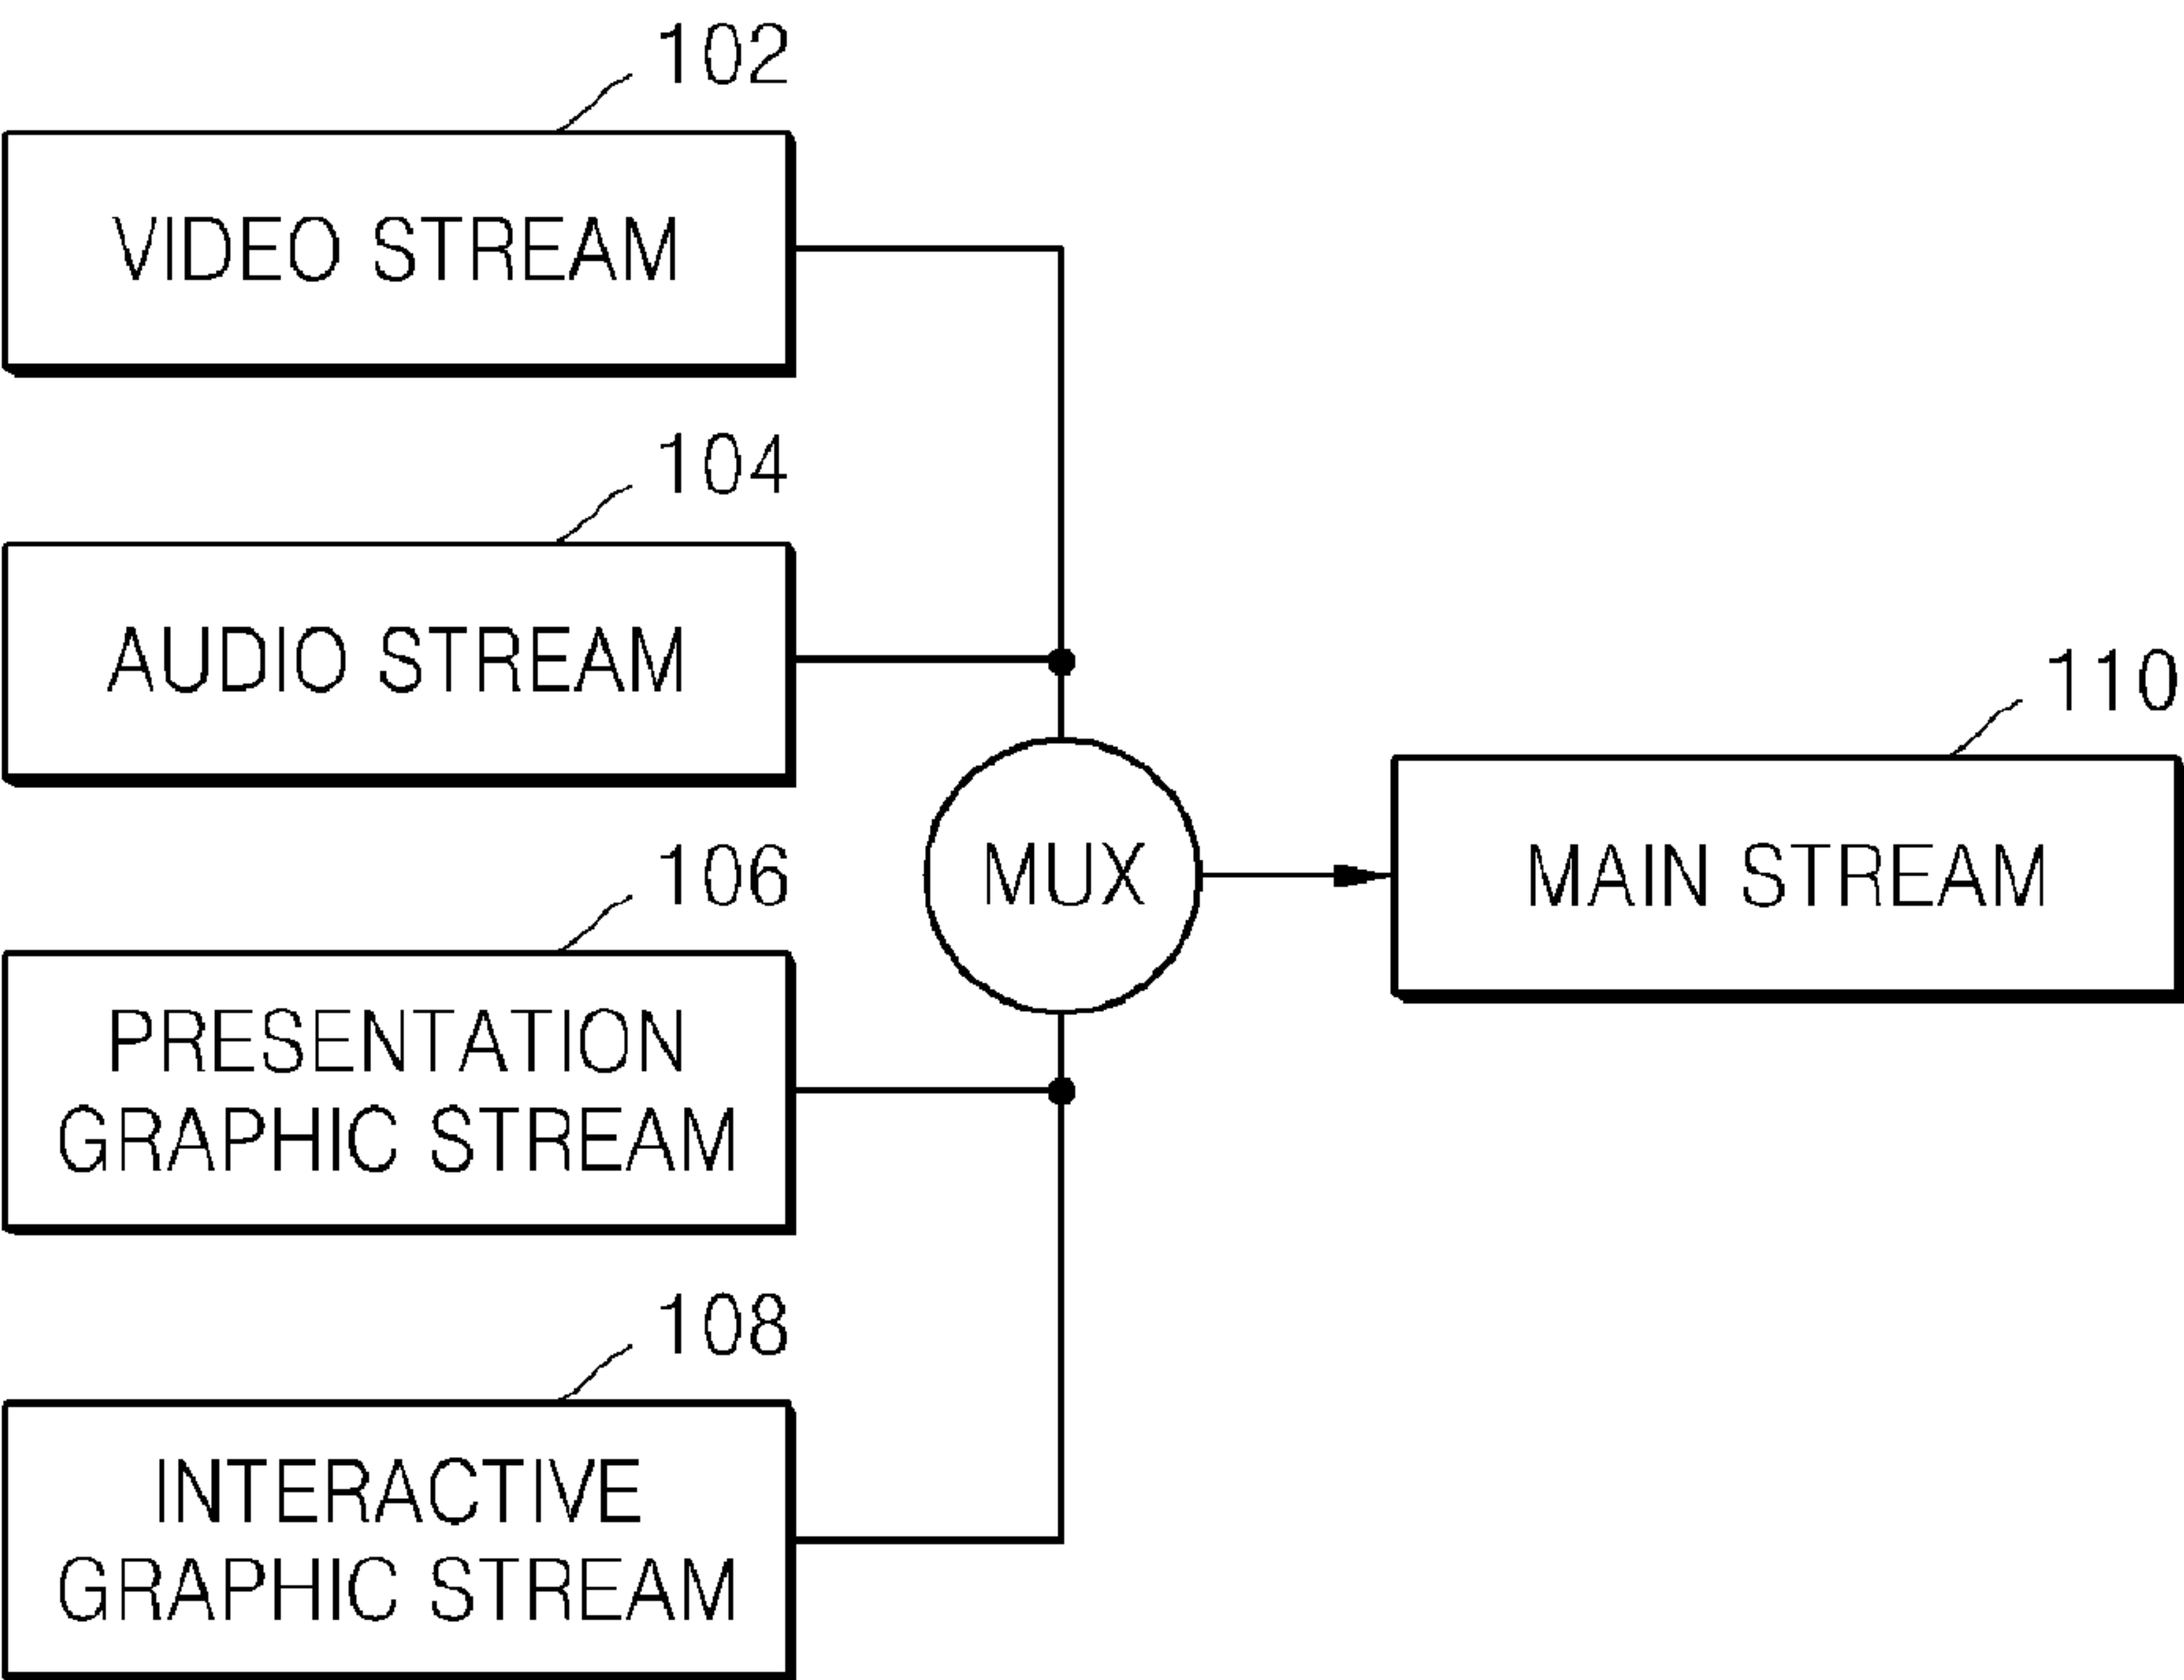 102
VIDEO STREAM
104
AUDIO STREAM
106
PRESENTATION
GRAPHIC STREAM
108
INTERACTIVE
GRAPHIC STREAM
MUX
110
MAIN STREAM